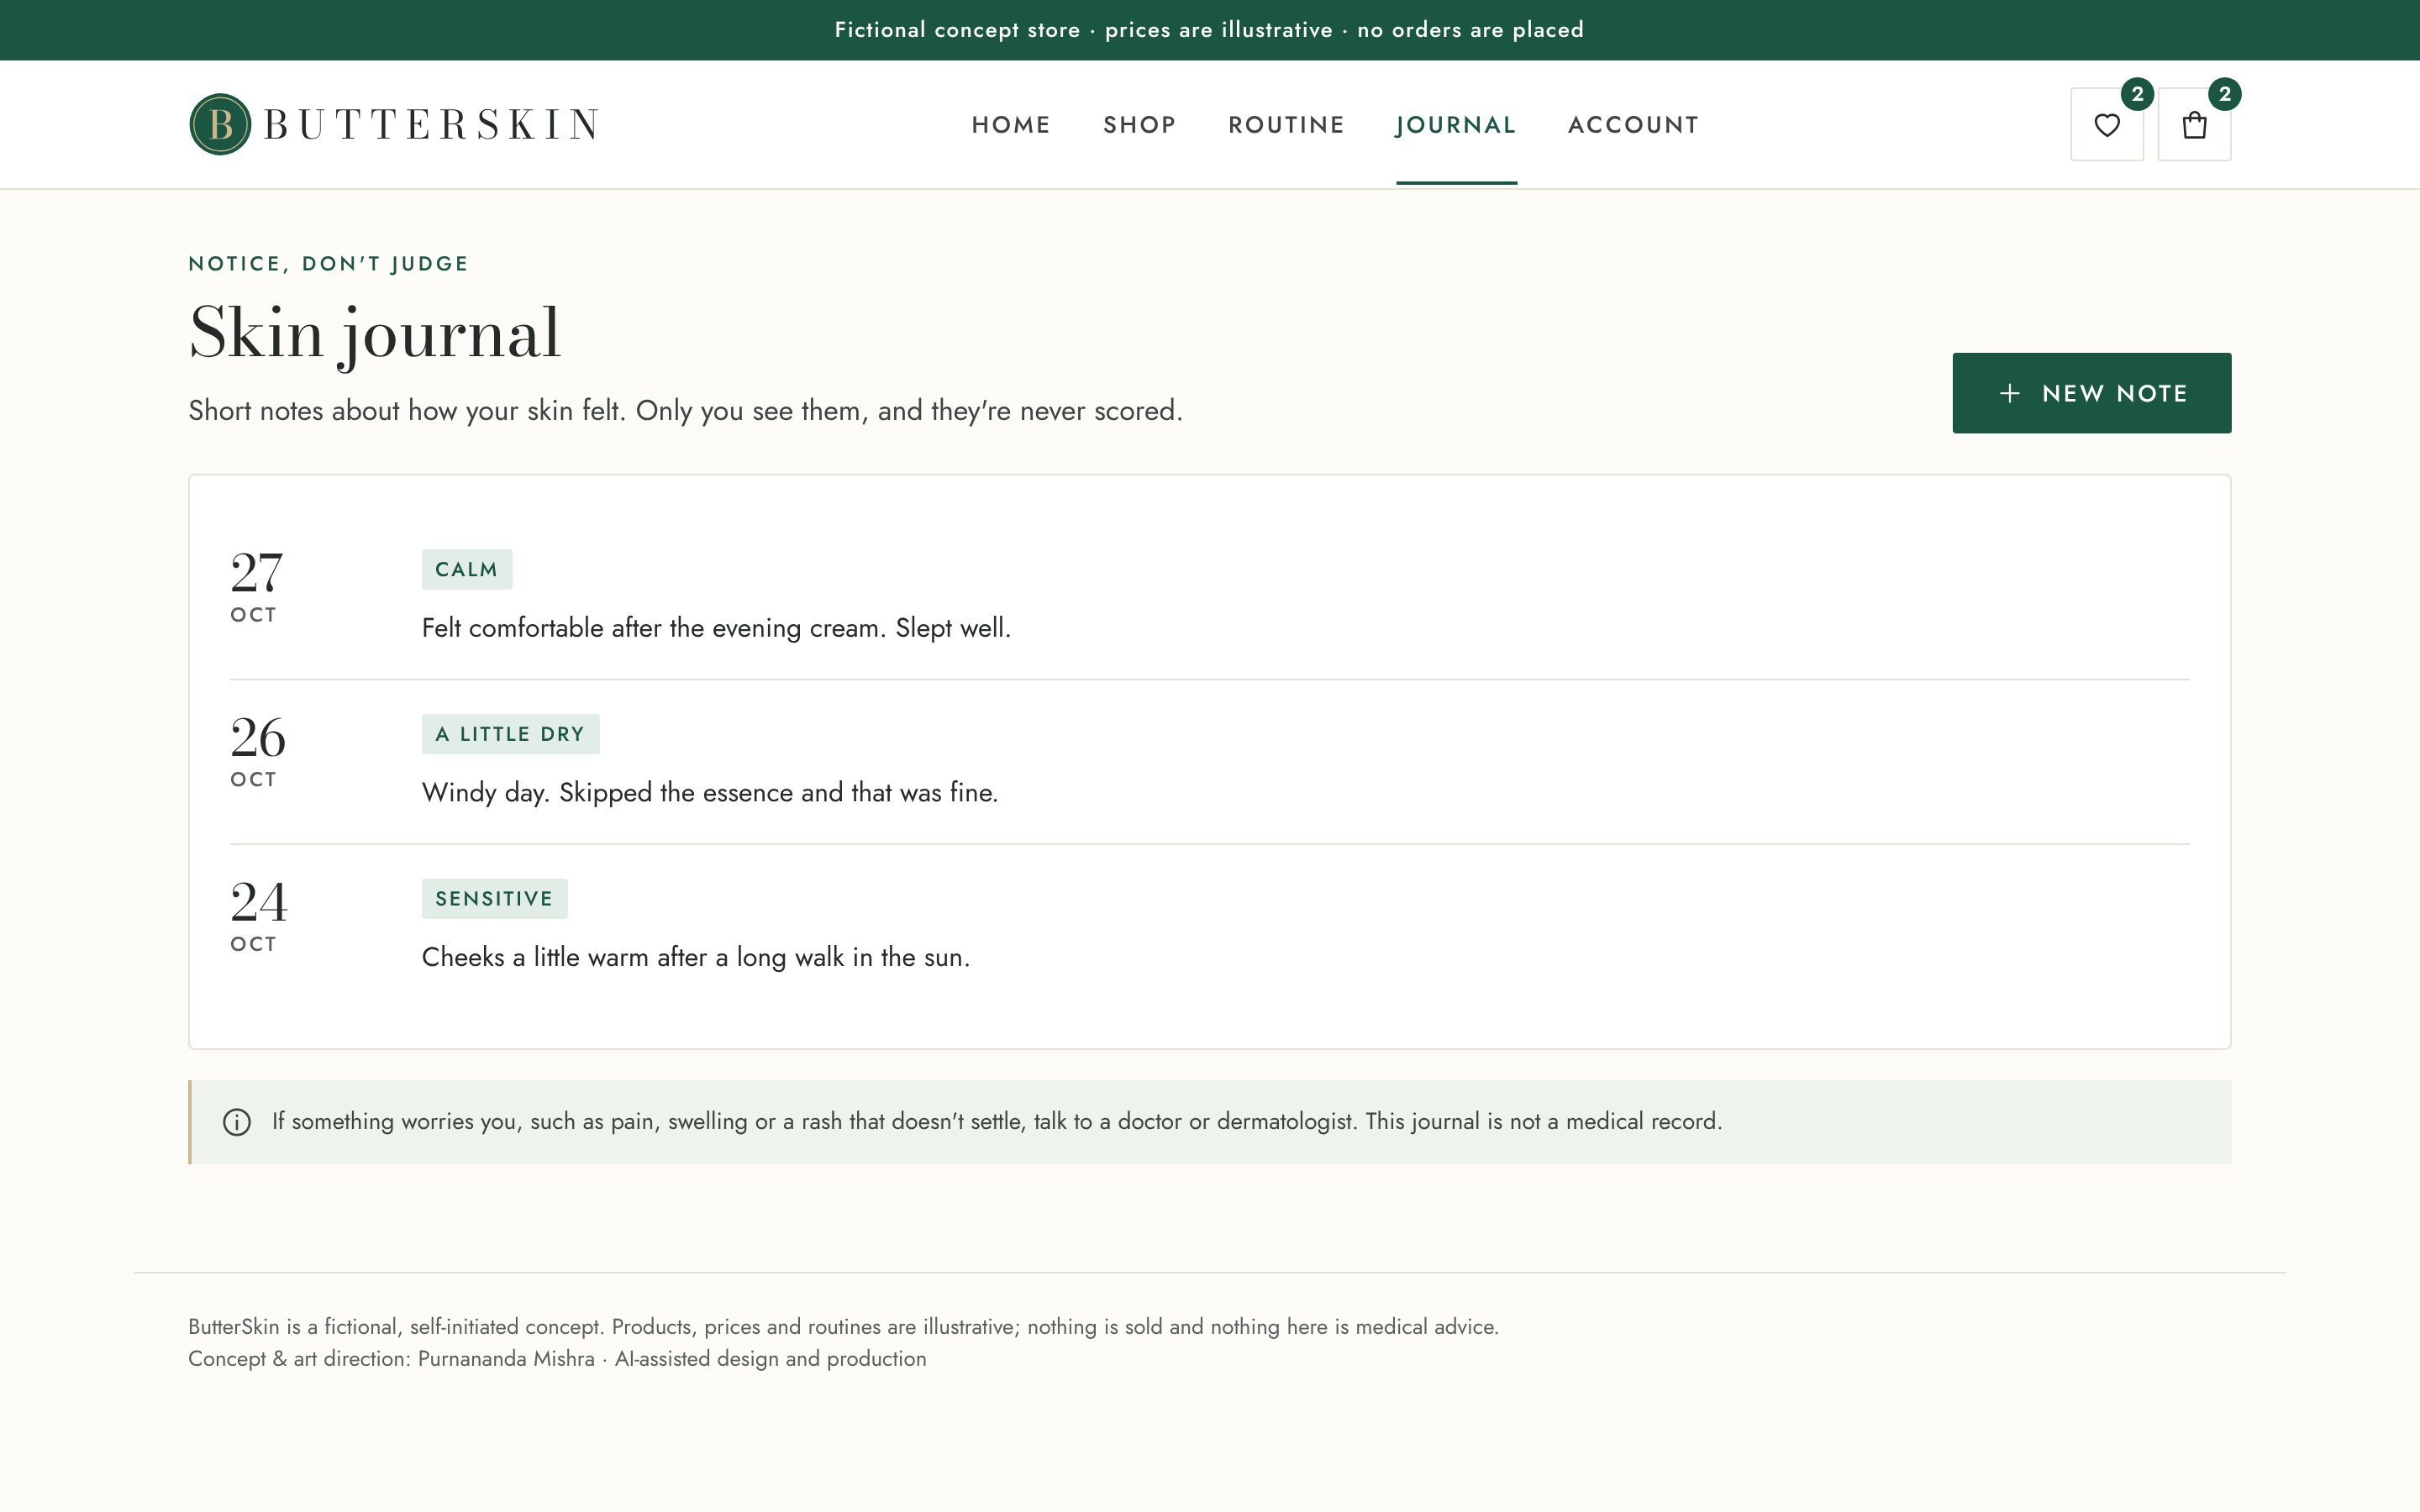 Fictional concept store · prices are illustrative · no orders are placed
B BUTTERSKIN
HOME SHOP ROUTINE JOURNAL ACCOUNT
2 2
NOTICE, DON'T JUDGE
Skin journal
Short notes about how your skin felt. Only you see them, and they're never scored.
+ NEW NOTE
27
OCT
CALM
Felt comfortable after the evening cream. Slept well.
26
OCT
A LITTLE DRY
Windy day. Skipped the essence and that was fine.
24
OCT
SENSITIVE
Cheeks a little warm after a long walk in the sun.
If something worries you, such as pain, swelling or a rash that doesn't settle, talk to a doctor or dermatologist. This journal is not a medical record.
ButterSkin is a fictional, self-initiated concept. Products, prices and routines are illustrative; nothing is sold and nothing here is medical advice.
Concept & art direction: Purnananda Mishra · AI-assisted design and production